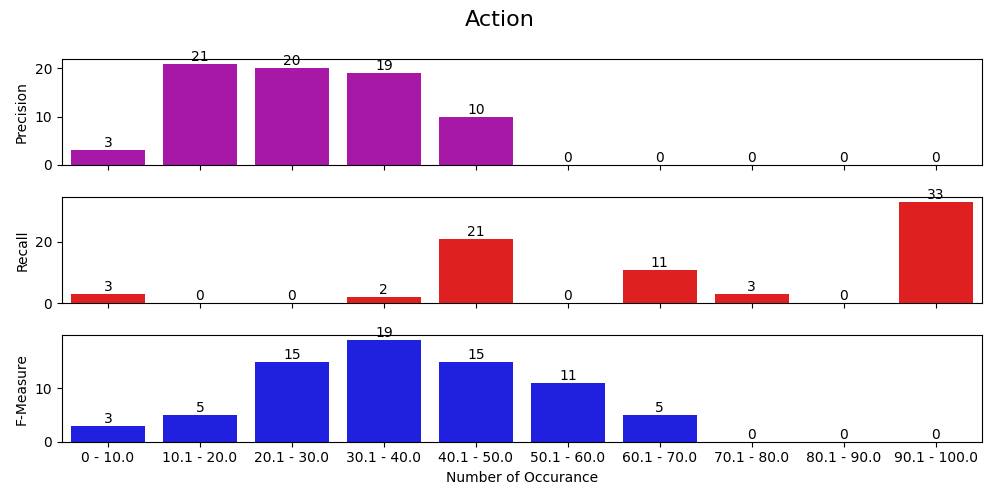 Action
Precision
20
10
0
3 21 20 19 10 0 0 0 0 0
Recall
20
0
3 0 0 2 21 0 11 3 0 33
F-Measure
10
0
3 5 15 19 15 11 5 0 0 0
0 - 10.0 10.1 - 20.0 20.1 - 30.0 30.1 - 40.0 40.1 - 50.0 50.1 - 60.0 60.1 - 70.0 70.1 - 80.0 80.1 - 90.0 90.1 - 100.0
Number of Occurance